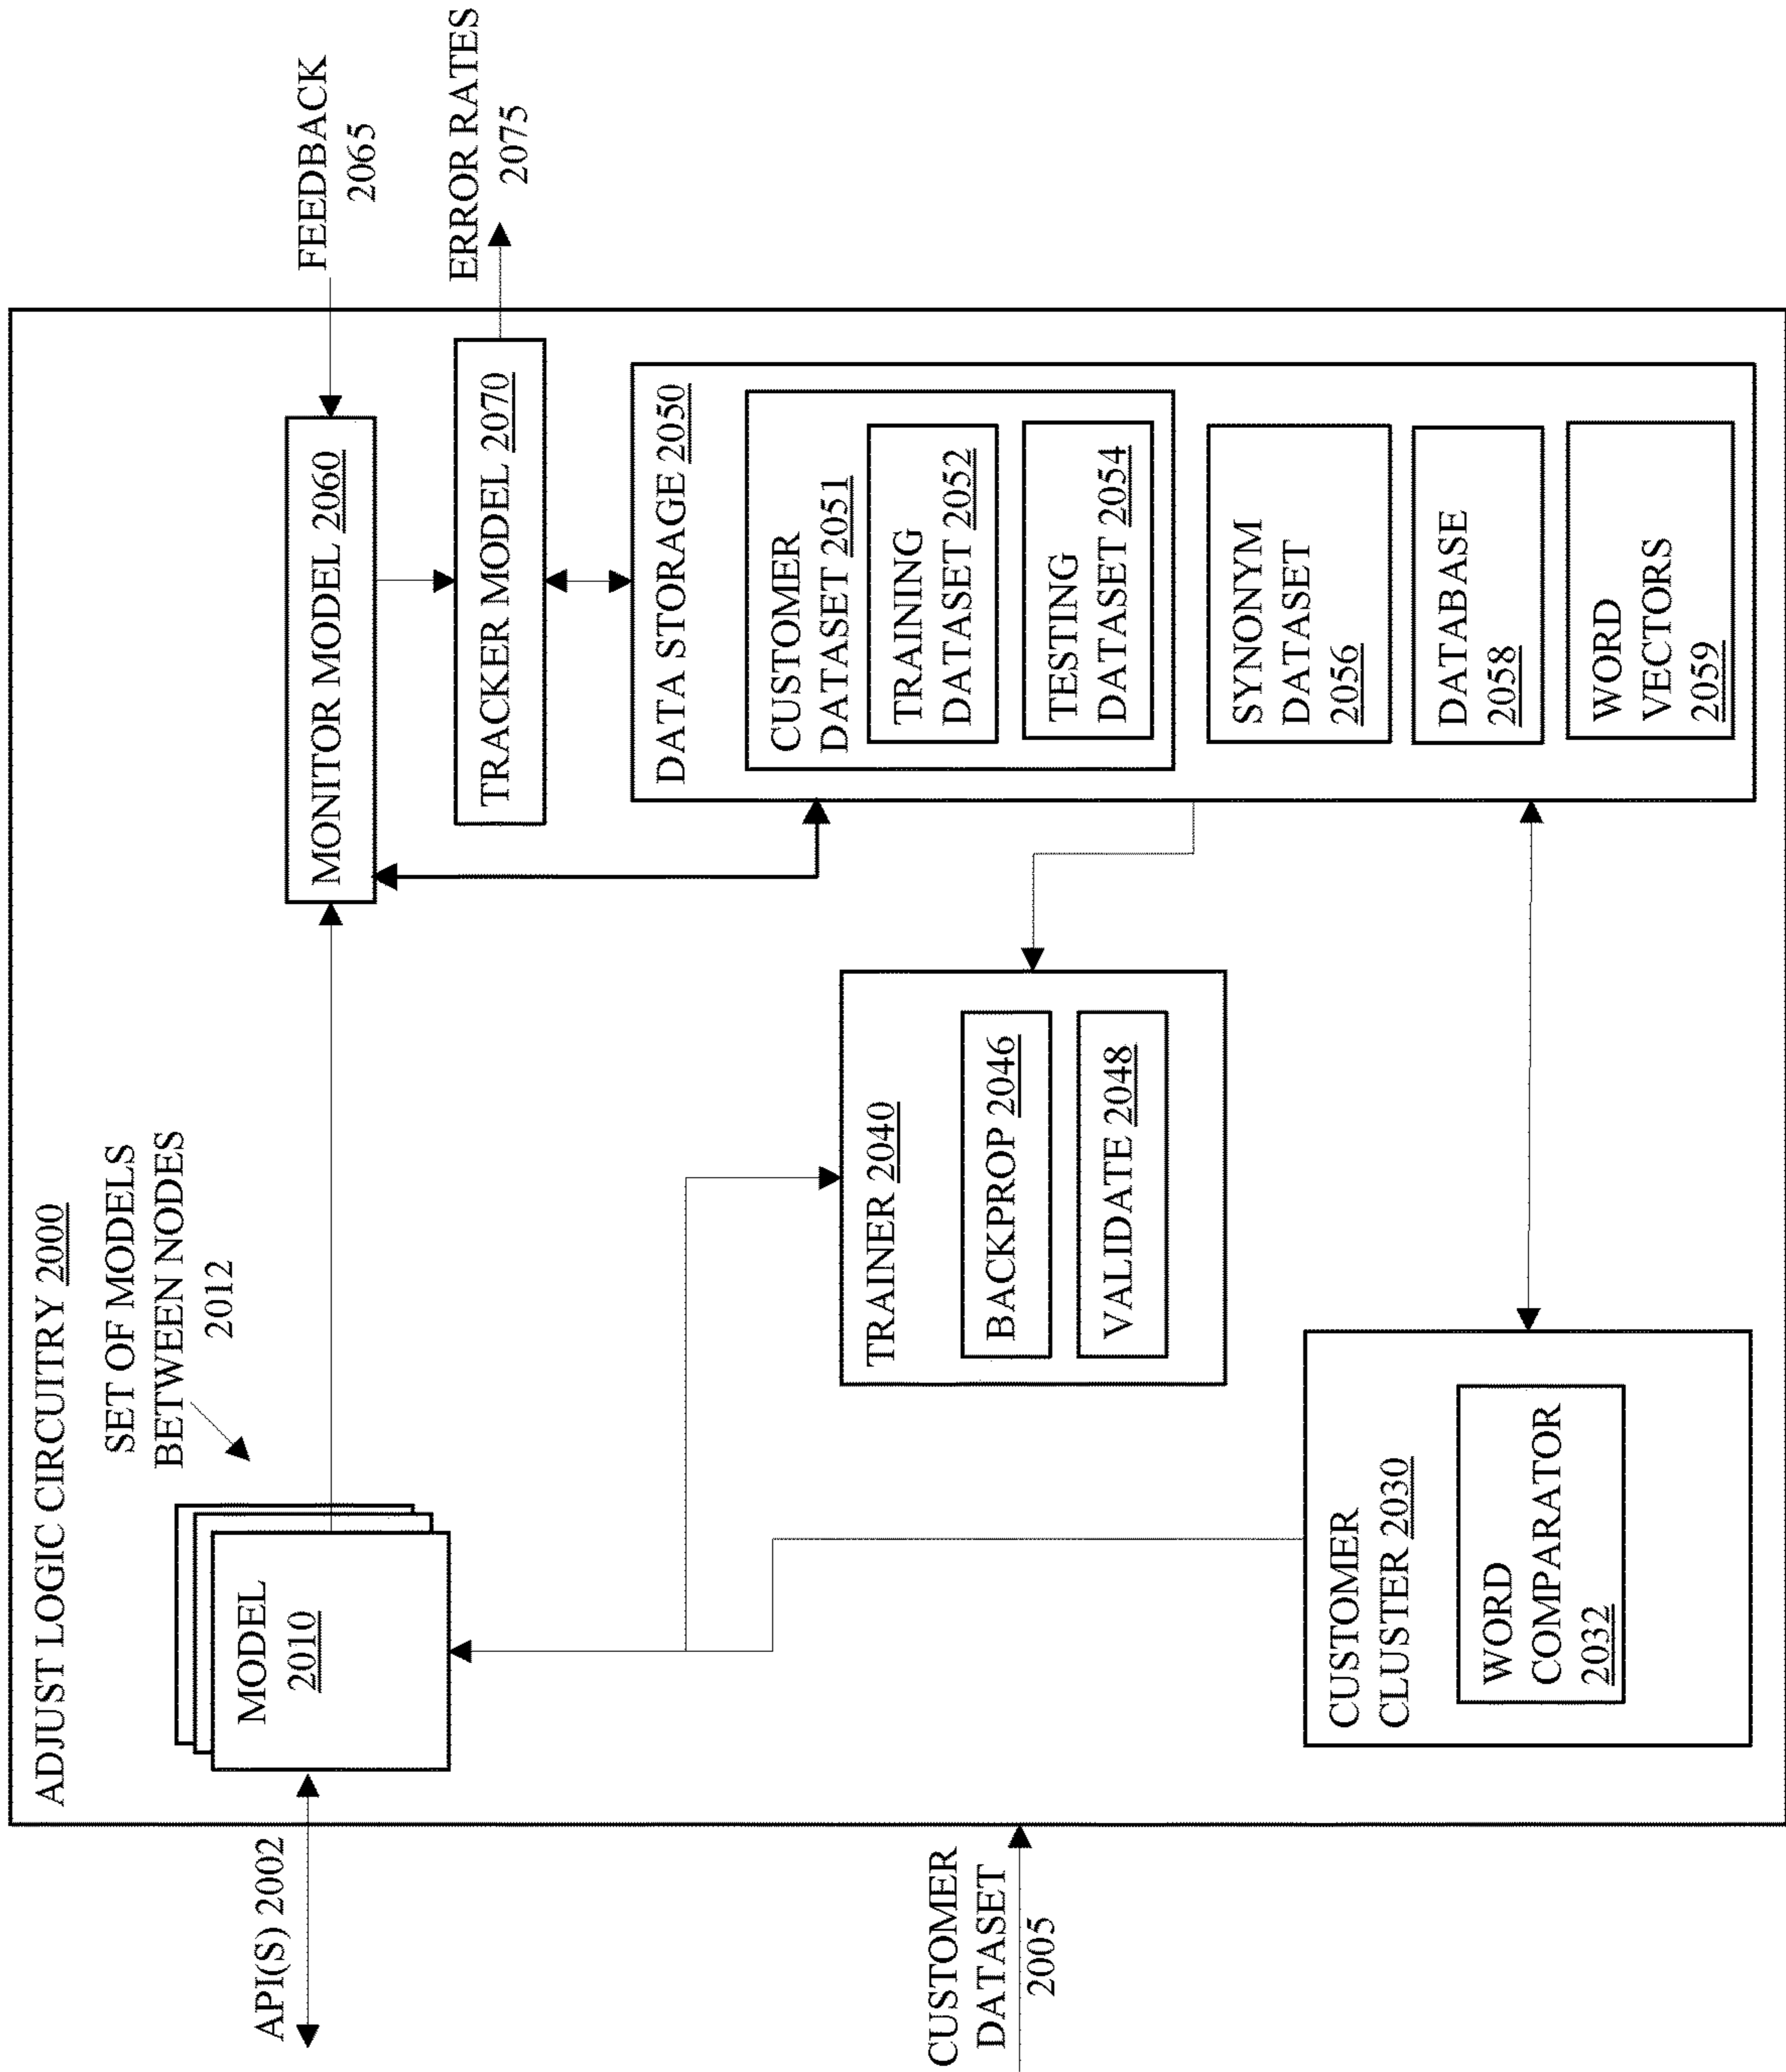 ADJUST LOGIC CIRCUITRY 2000
SET OF MODELS
BETWEEN NODES
2012
API(S) 2002
MODEL
2010
MONITOR MODEL 2060
FEEDBACK
2065
TRACKER MODEL 2070
ERROR RATES
2075
CUSTOMER
DATASET
2005
TRAINER 2040
BACKPROP 2046
VALIDATE 2048
CUSTOMER
CLUSTER 2030
WORD
COMPARATOR
2032
DATA STORAGE 2050
CUSTOMER
DATASET 2051
TRAINING
DATASET 2052
TESTING
DATASET 2054
SYNONYM
DATASET
2056
DATABASE
2058
WORD
VECTORS
2059